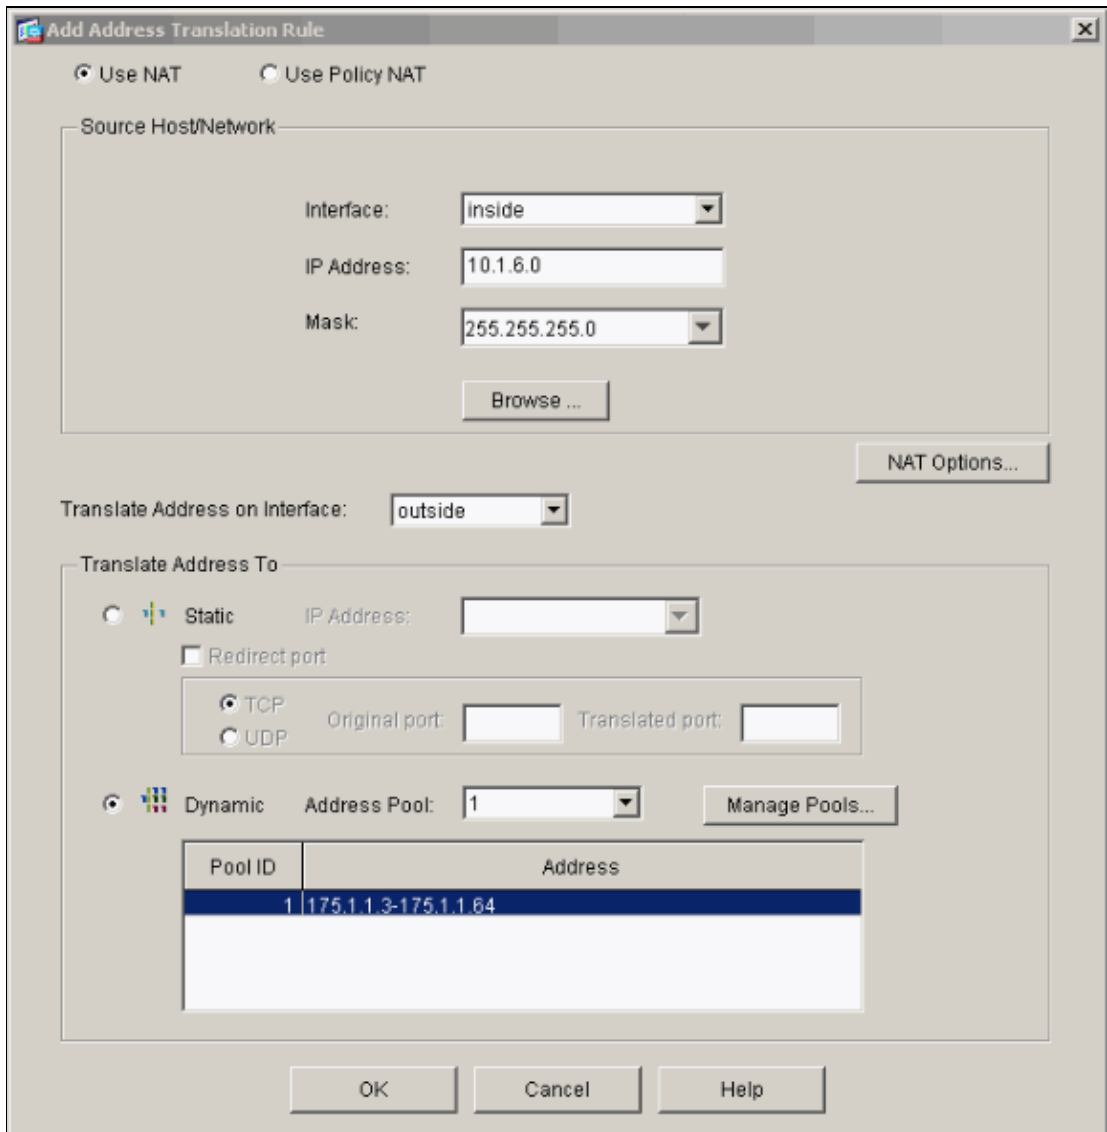 Add Address Translation Rule
Use NAT Use Policy NAT
Source Host/Network
Interface: inside
IP Address: 10.1.6.0
Mask: 255.255.255.0
Browse ...
NAT Options...
Translate Address on Interface: outside
Translate Address To
Static IP Address:
Redirect port
TCP
UDP
Original port: Translated port:
Dynamic Address Pool: 1 Manage Pools...
Pool ID Address
1 175.1.1.3-175.1.1.64
OK Cancel Help